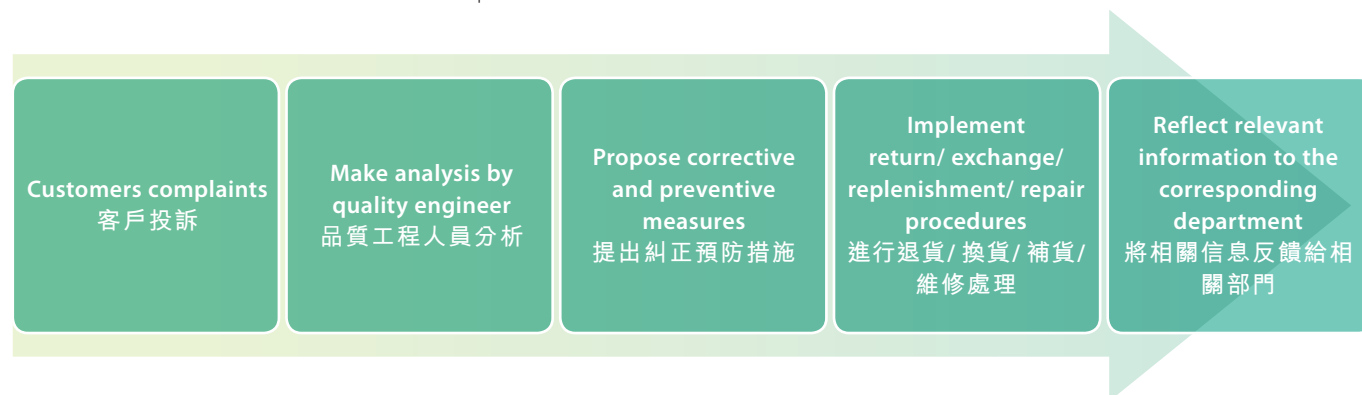 Customers complaints
客戶投訴
Make analysis by
quality engineer
品質工程人員分析
Propose corrective
and preventive
measures
提出糾正預防措施
Implement
return/ exchange/
replenishment/ repair
procedures
進行退貨/ 換貨/ 補貨/
維修處理
Reflect relevant
information to the
corresponding
department
將相關信息反饋給相
關部門